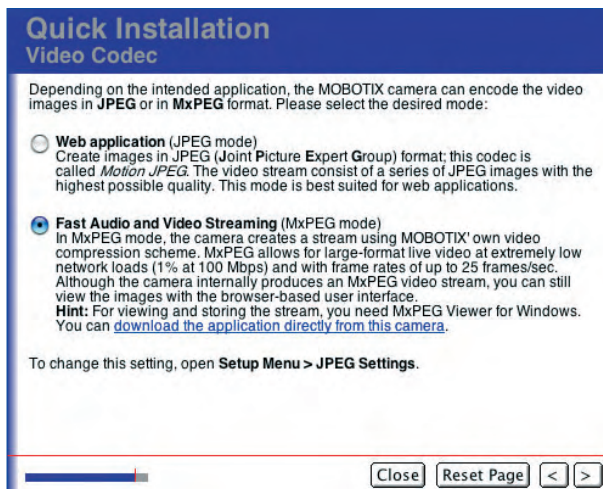 Quick Installation
Video Codec
Depending on the intended application, the MOBOTIX camera can encode the video
images in JPEG or in MxPEG format. Please select the desired mode:
Web application (JPEG mode)
Create images in JPEG (Joint Picture Expert Group) format; this codec is
called Motion JPEG. The video stream consist of a series of JPEG images with the
highest possible quality. This mode is best suited for web applications.
Fast Audio and Video Streaming (MxPEG mode)
In MxPEG mode, the camera creates a stream using MOBOTIX' own video
compression scheme. MxPEG allows for large-format live video at extremely low
network loads (1% at 100 Mbps) and with frame rates of up to 25 frames/sec.
Although the camera internally produces an MxPEG video stream, you can still
view the images with the browser-based user interface.
Hint: For viewing and storing the stream, you need MxPEG Viewer for Windows.
You can download the application directly from this camera.
To change this setting, open Setup Menu > JPEG Settings.
Close Reset Page < >